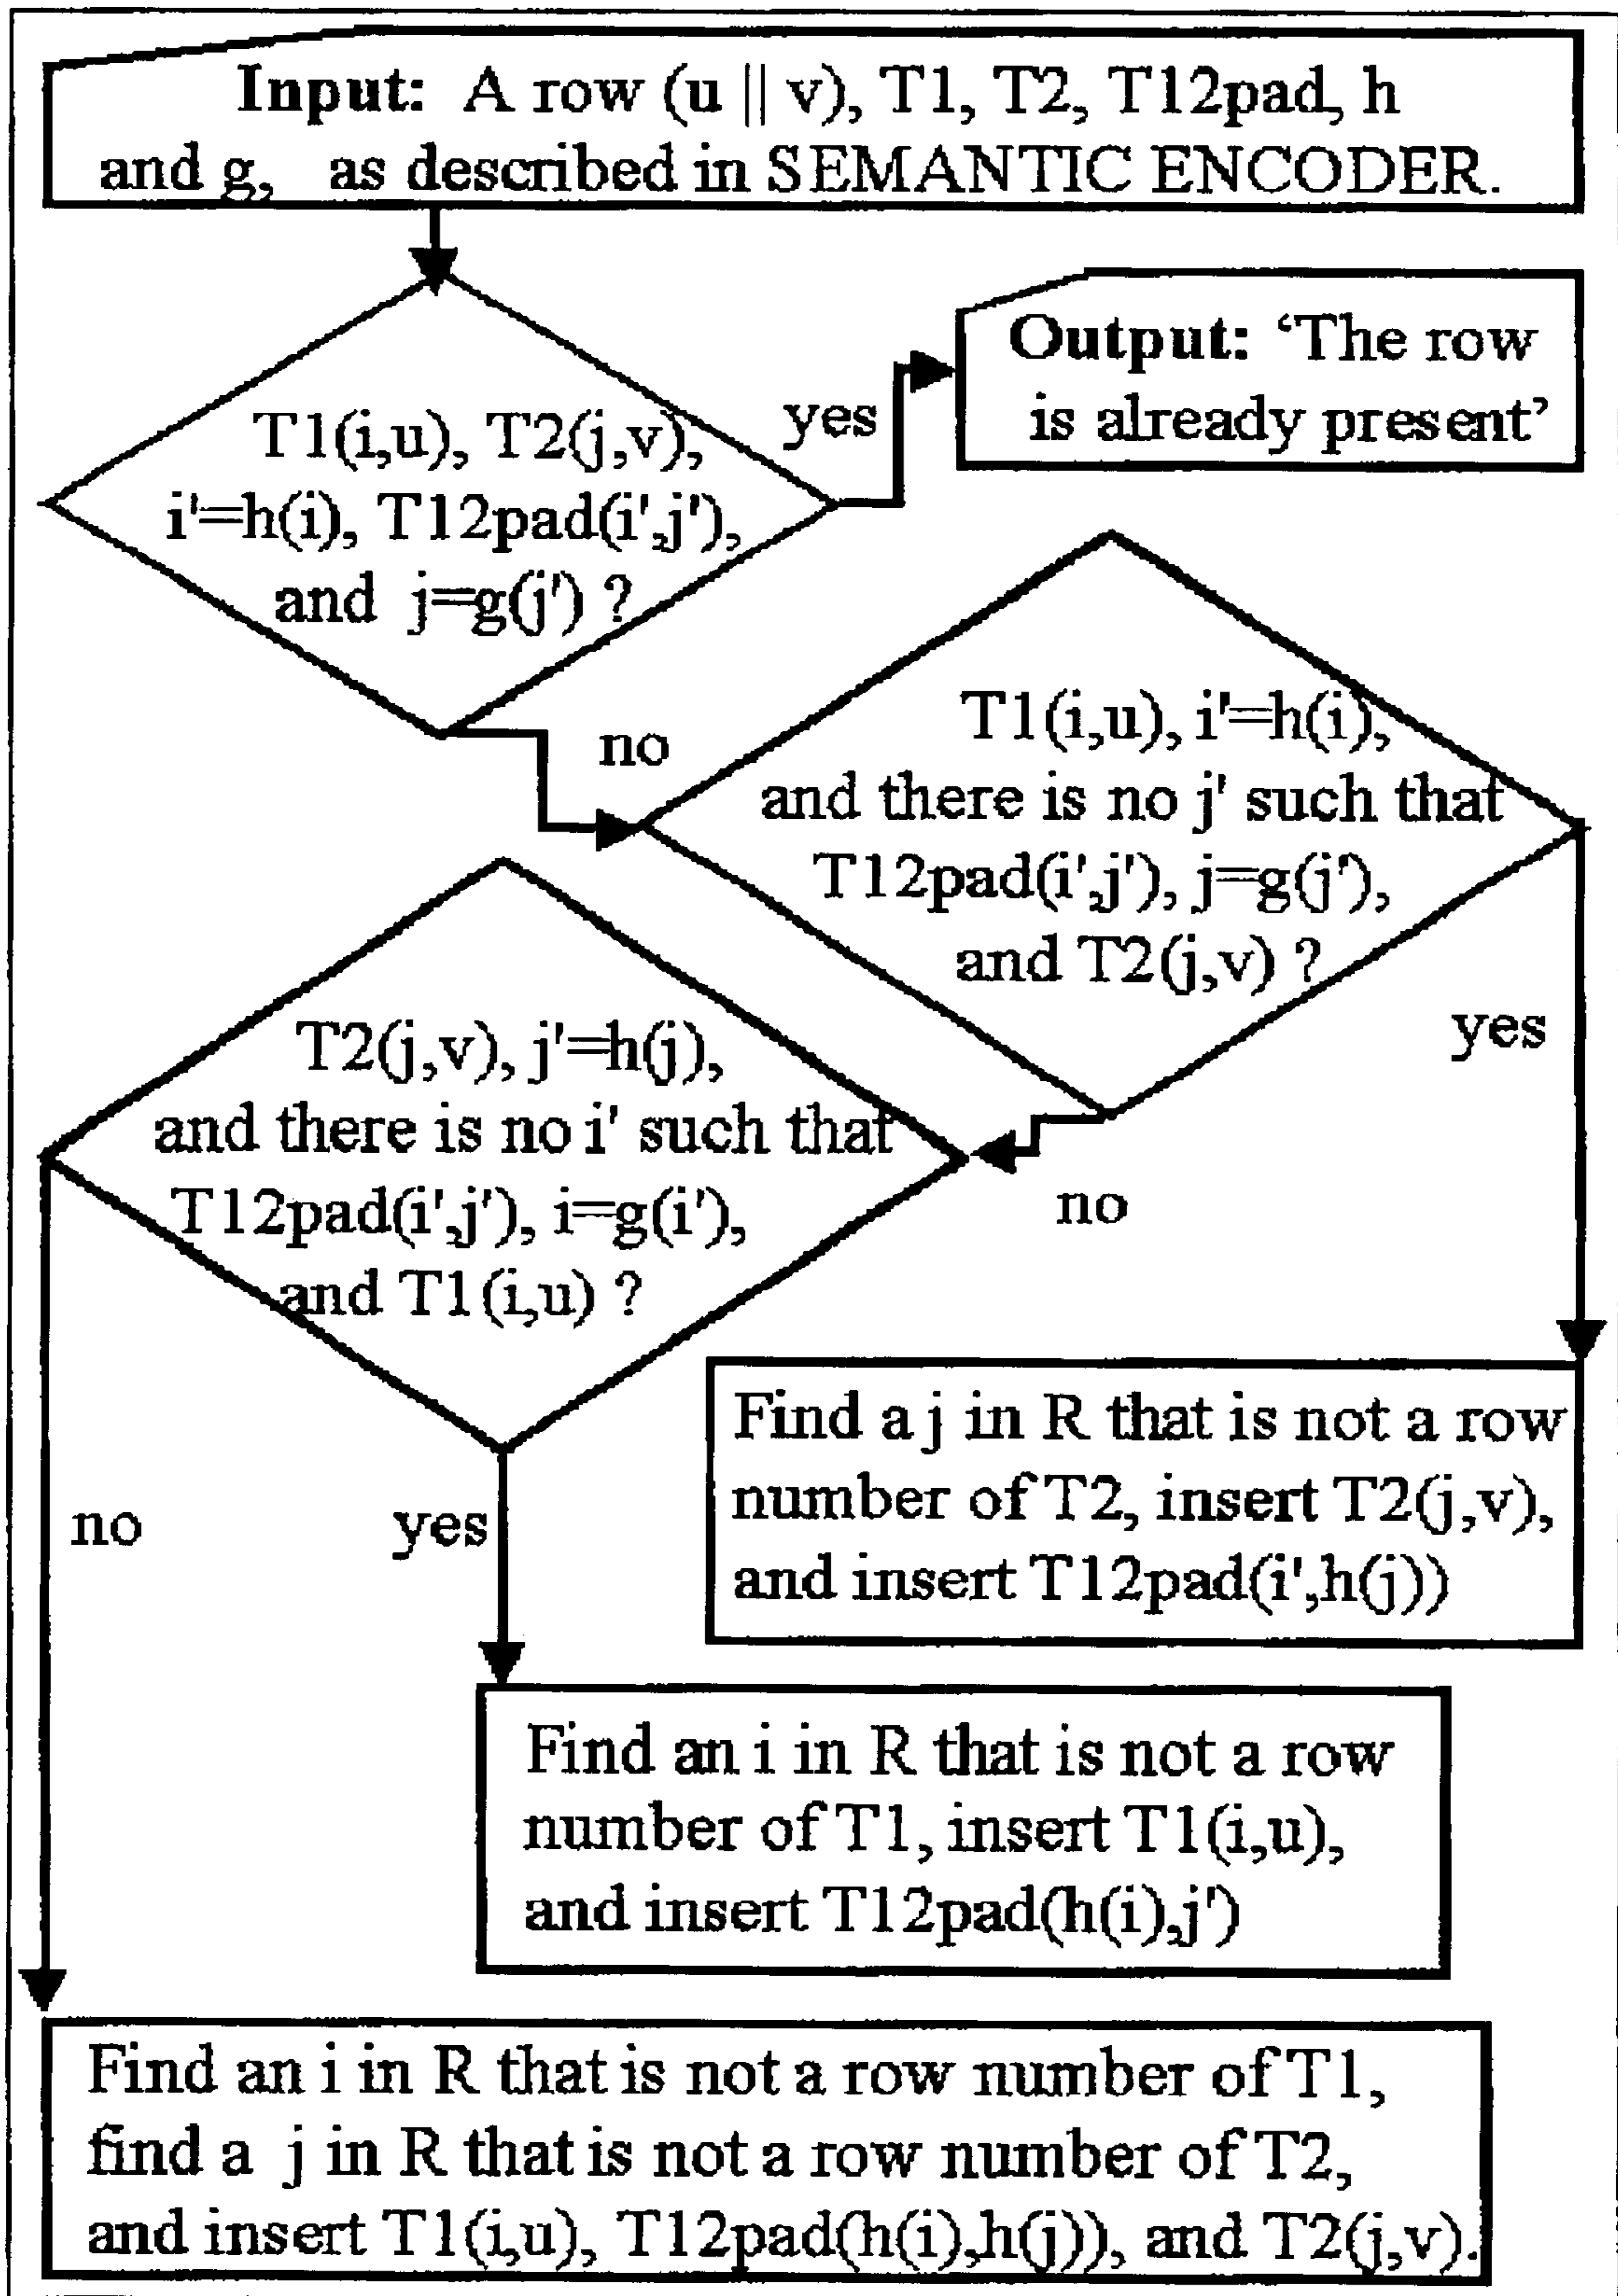 Input: A row (u || v), T1, T2, T12pad, h
and g, as described in SEMANTIC ENCODER.
Output: 'The row
is already present'
yes
T1(i,u), T2(j,v),
i'=h(i), T12pad(i',j'),
and j=g(j') ?
no
T1(i,u), i'=h(i),
and there is no j' such that
T12pad(i',j'), j=g(j'),
and T2(j,v) ?
yes
no
T2(j,v), j'=h(j),
and there is no i' such that
T12pad(i',j'), i=g(i'),
and T1(i,u) ?
no
yes
Find a j in R that is not a row
number of T2, insert T2(j,v),
and insert T12pad(i',h(j))
Find an i in R that is not a row
number of T1, insert T1(i,u),
and insert T12pad(h(i),j')
Find an i in R that is not a row number of T1,
find a j in R that is not a row number of T2,
and insert T1(i,u), T12pad(h(i),h(j)), and T2(j,v).